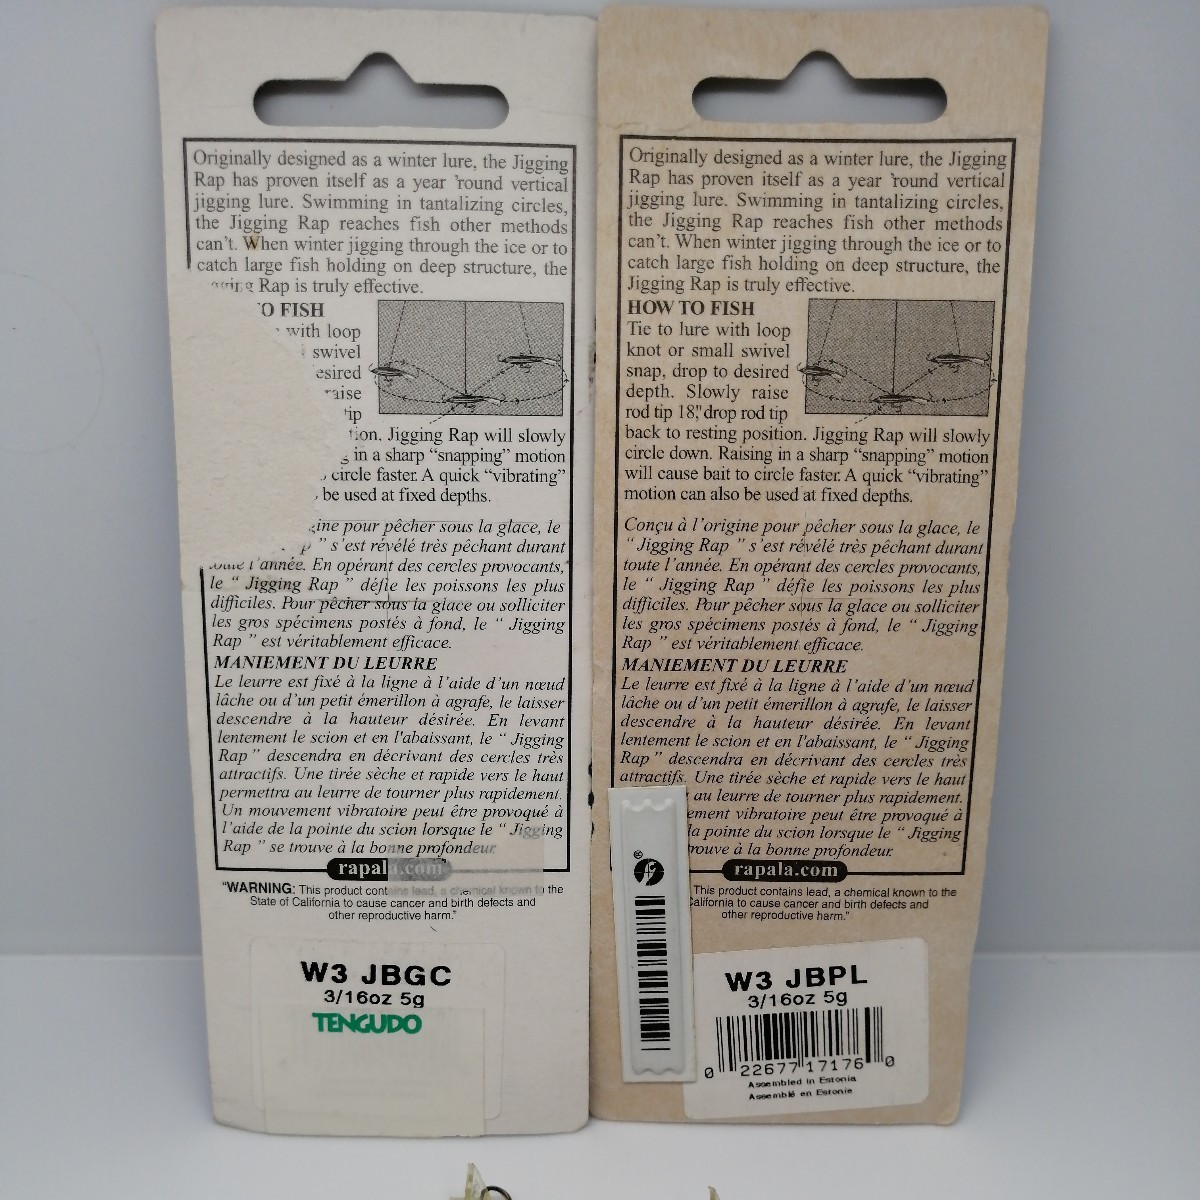 Originally designed as a winter lure, the Jigging
Rap has proven itself as a year 'round vertical
jigging lure. Swimming in tantalizing circles,
the Jigging Rap reaches fish other methods
can't. When winter jigging through the ice or to
catch large fish holding on deep structure, the
Rap is truly effective.
O FISH
with loop
swivel
esired
raise
tip
tion. Jigging Rap will slowly
in a sharp “snapping” motion
circle faster. A quick “vibrating”
be used at fixed depths.
ine pour pêcher sous la glace, le
” s'est révélé très pêchant durant
toute l'année. En opérant des cercles provocants,
le “ Jigging Rap ” défie les poissons les plus
difficiles. Pour pêcher sous la glace ou solliciter
les gros spécimens postés à fond, le “ Jigging
Rap ” est véritablement efficace.
MANIEMENT DU LEURRE
Le leurre est fixé à la ligne à l'aide d'un nœud
lâche ou d'un petit émerillon à agrafe, le laisser
descendre à la hauteur désirée. En levant
lentement le scion et en l'abaissant, le “ Jigging
Rap ” descendra en décrivant des cercles très
attractifs. Une tirée sèche et rapide vers le haut
permettra au leurre de tourner plus rapidement.
Un mouvement vibratoire peut être provoqué à
l'aide de la pointe du scion lorsque le “ Jigging
Rap ” se trouve à la bonne profondeur.
rapala.com
"WARNING: This product contains lead, a chemical known to the
State of California to cause cancer and birth defects and
other reproductive harm."
W3 JBGC
3/16oz 5g
TENGUDO
Originally designed as a winter lure, the Jigging
Rap has proven itself as a year 'round vertical
jigging lure. Swimming in tantalizing circles,
the Jigging Rap reaches fish other methods
can't. When winter jigging through the ice or to
catch large fish holding on deep structure, the
Jigging Rap is truly effective.
HOW TO FISH
Tie to lure with loop
knot or small swivel
snap, drop to desired
depth. Slowly raise
rod tip 18," drop rod tip
back to resting position. Jigging Rap will slowly
circle down. Raising in a sharp “snapping” motion
will cause bait to circle faster. A quick “vibrating”
motion can also be used at fixed depths.
Conçu à l'origine pour pêcher sous la glace, le
“ Jigging Rap ” s'est révélé très pêchant durant
toute l'année. En opérant des cercles provocants,
le “ Jigging Rap ” défie les poissons les plus
difficiles. Pour pêcher sous la glace ou solliciter
les gros spécimens postés à fond, le “ Jigging
Rap ” est véritablement efficace.
MANIEMENT DU LEURRE
Le leurre est fixé à la ligne à l'aide d'un nœud
lâche ou d'un petit émerillon à agrafe, le laisser
descendre à la hauteur désirée. En levant
lentement le scion et en l'abaissant, le “ Jigging
Rap ” descendra en décrivant des cercles très
attractifs. Une tirée sèche et rapide vers le haut
au leurre de tourner plus rapidement.
ement vibratoire peut être provoqué à
la pointe du scion lorsque le “ Jigging
trouve à la bonne profondeur.
rapala.com
This product contains lead, a chemical known to the
California to cause cancer and birth defects and
other reproductive harm."
W3 JBPL
3/16oz 5g
0 22677 17176 0
Assembled in Estonia
Assemblé en Estonie